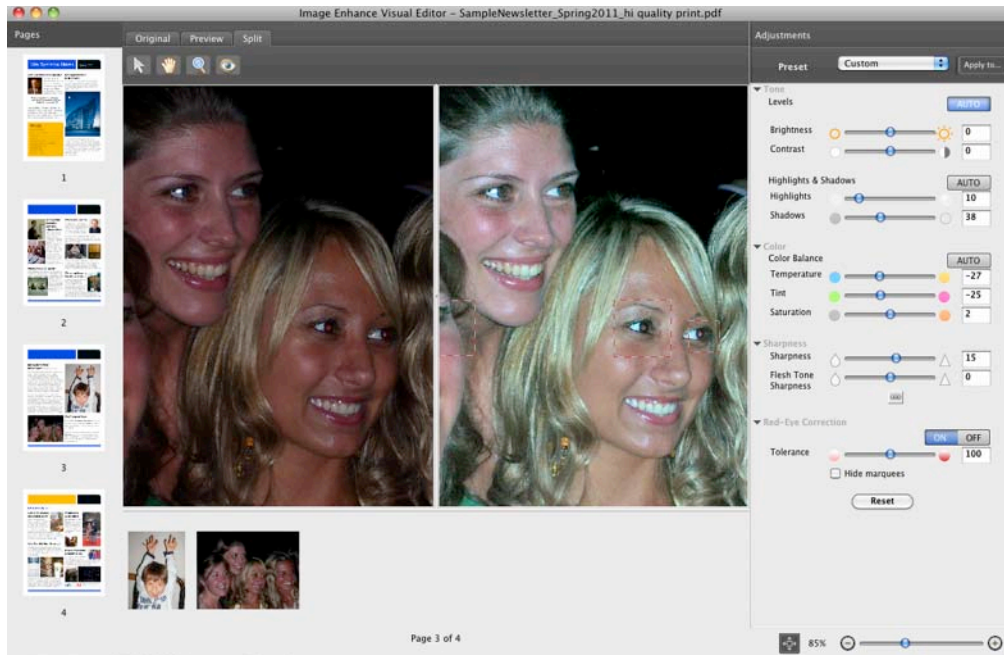 Image Enhance Visual Editor – SampleNewsletter_Spring2011_hi quality print.pdf
Pages
Original Preview Split
Adjustments
Preset Custom Apply to...
Tone
Levels AUTO
Brightness 0
Contrast 0
Highlights & Shadows AUTO
Highlights 10
Shadows 38
Color
Color Balance AUTO
Temperature -27
Tint -25
Saturation 2
Sharpness
Sharpness 15
Flesh Tone
Sharpness 0
Red-Eye Correction
ON OFF
Tolerance 100
Hide marquees
Reset
1
2
3
4
Page 3 of 4
85%